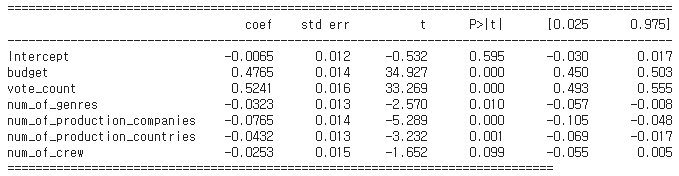 ==============================================================================================
                                 coef    std err          t      P>|t|      [0.025      0.975]
----------------------------------------------------------------------------------------------
Intercept                     -0.0065      0.012     -0.532      0.595      -0.030       0.017
budget                         0.4765      0.014     34.927      0.000       0.450       0.503
vote_count                     0.5241      0.016     33.269      0.000       0.493       0.555
num_of_genres                 -0.0323      0.013     -2.570      0.010      -0.057      -0.008
num_of_production_companies   -0.0765      0.014     -5.289      0.000      -0.105      -0.048
num_of_production_countries   -0.0432      0.013     -3.232      0.001      -0.069      -0.017
num_of_crew                   -0.0253      0.015     -1.652      0.099      -0.055       0.005
==============================================================================